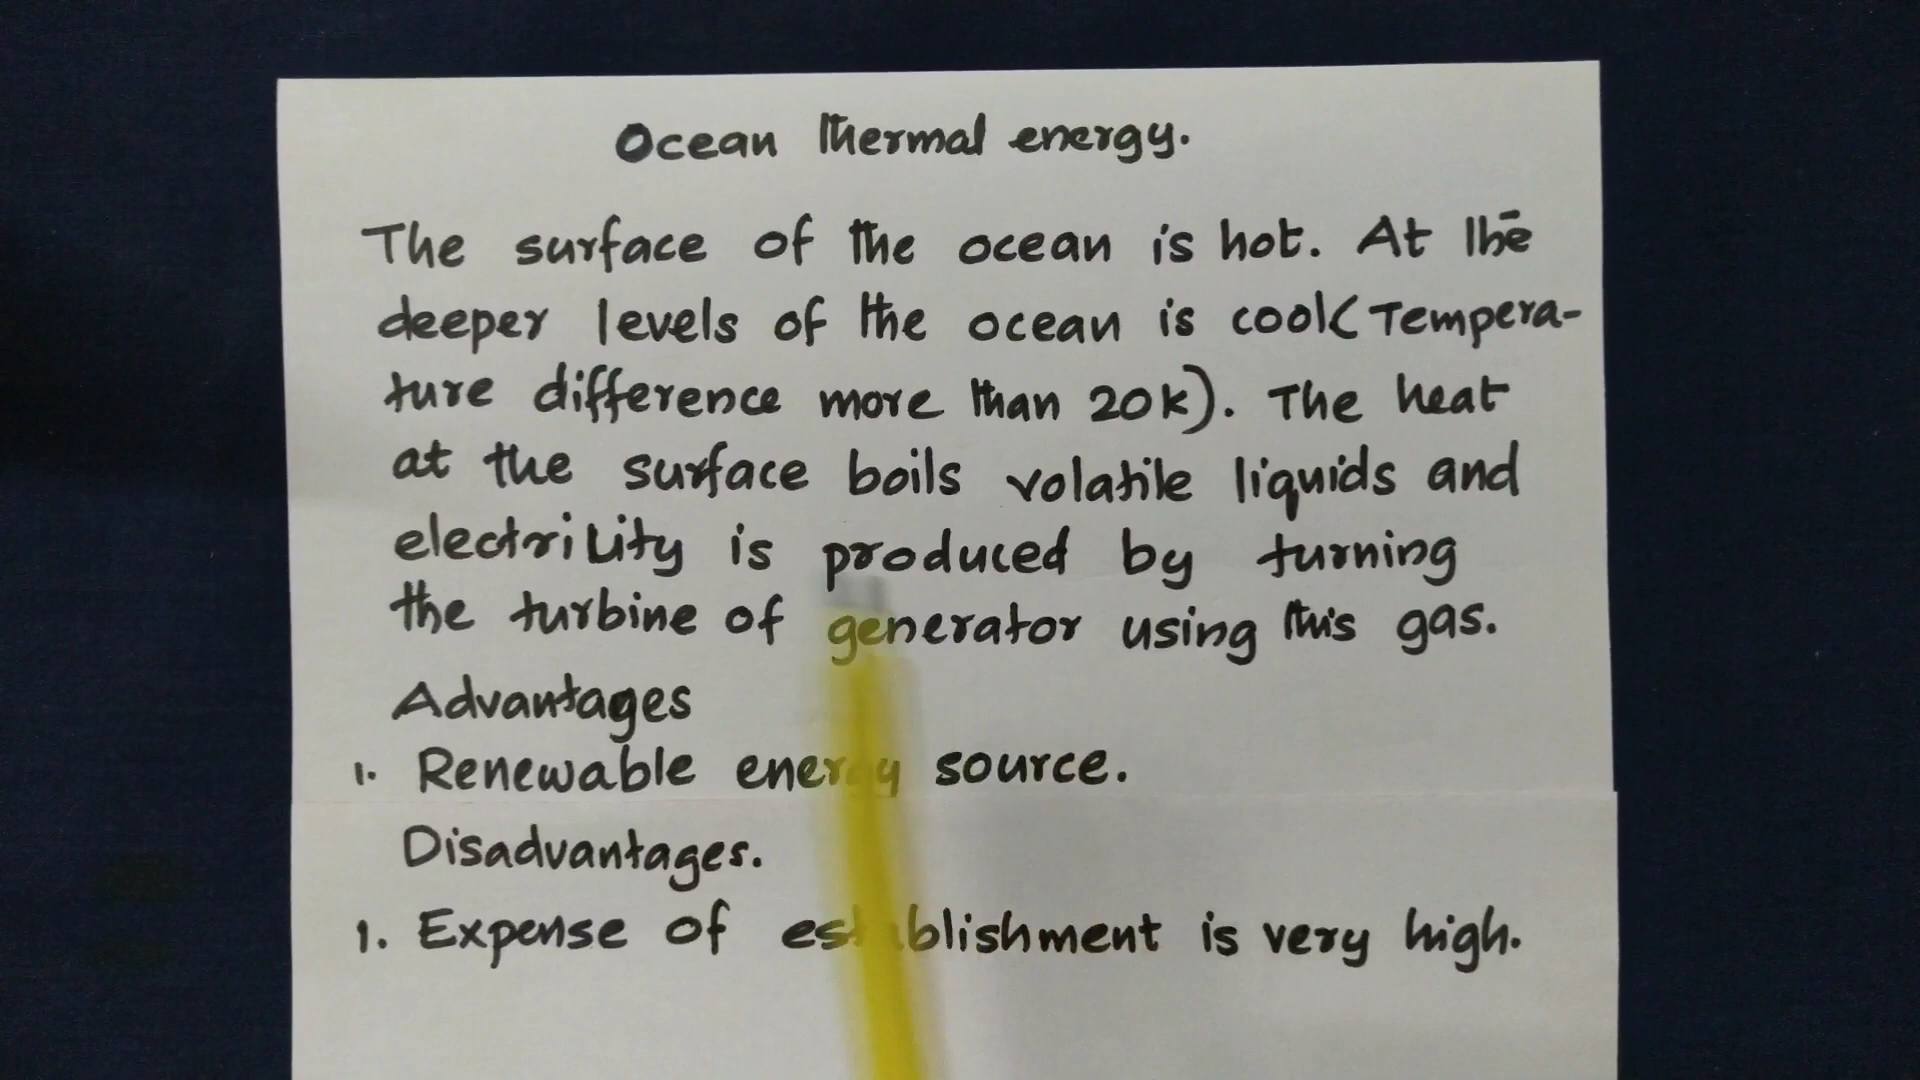 Ocean thermal energy.
The surface of the ocean is hot. At the
deeper levels of the ocean is cool (Tempera-
ture difference more than 20K). The heat
at the surface boils volatile liquids and
electricity is produced by turning
the turbine of generator using this gas.
Advantages
1. Renewable energy source.
Disadvantages.
1. Expense of establishment is very high.